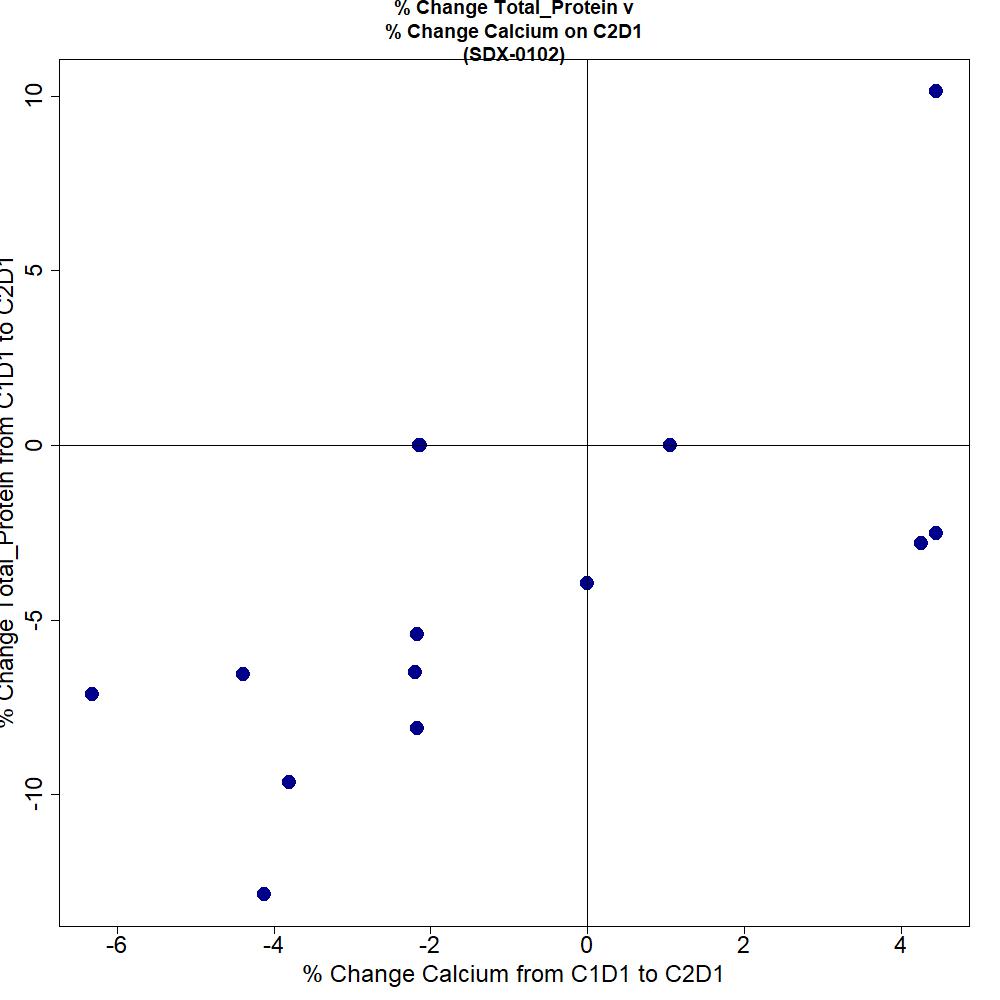 % Change Total_Protein v
% Change Calcium on C2D1
(SDX-0102)
% Change Total_Protein from C1D1 to C2D1
10
5
0
-5
-10
-6
-4
-2
0
2
4
% Change Calcium from C1D1 to C2D1